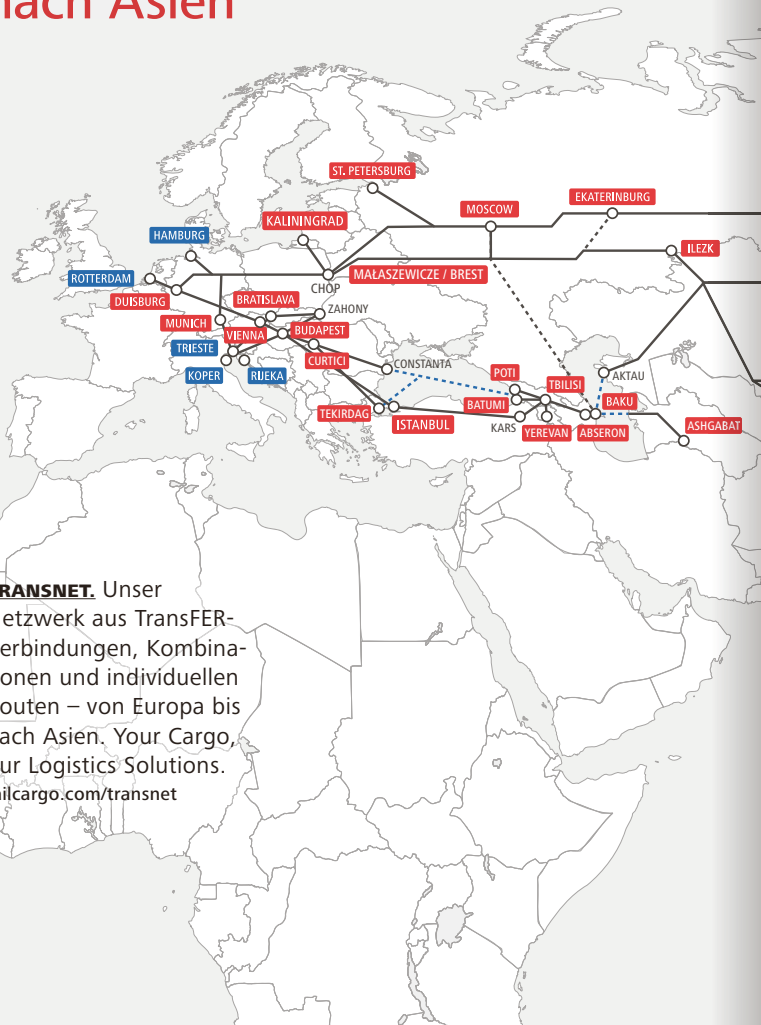 nach Asien
ST. PETERSBURG
EKATERINBURG
MOSCOW
KALININGRAD
HAMBURG
ILEZK
MAŁASZEWICZE / BREST
ROTTERDAM
CHOP
DUISBURG
BRATISLAVA
ZAHONY
MUNICH
BUDAPEST
VIENNA
TRIESTE
CURTICI
CONSTANTA
KOPER
RIJEKA
POTI
TBILISI
AKTAU
BAKU
BATUMI
TEKIRDAG
ISTANBUL
KARS
YEREVAN
ABSERON
ASHGABAT
RANSNET. Unser
etzwerk aus TransFER-
erbindungen, Kombina-
onen und individuellen
outen – von Europa bis
ach Asien. Your Cargo,
ur Logistics Solutions.
ilcargo.com/transnet